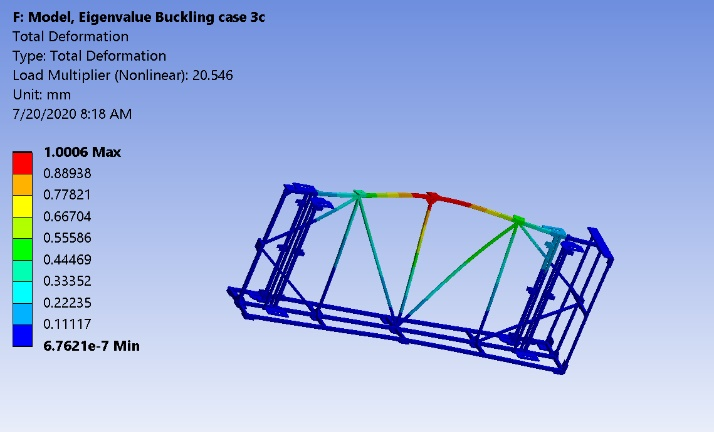 F: Model, Eigenvalue Buckling case 3c
Total Deformation
Type: Total Deformation
Load Multiplier (Nonlinear): 20.546
Unit: mm
7/20/2020 8:18 AM
1.0006 Max
0.88938
0.77821
0.66704
0.55586
0.44469
0.33352
0.22235
0.11117
6.7621e-7 Min